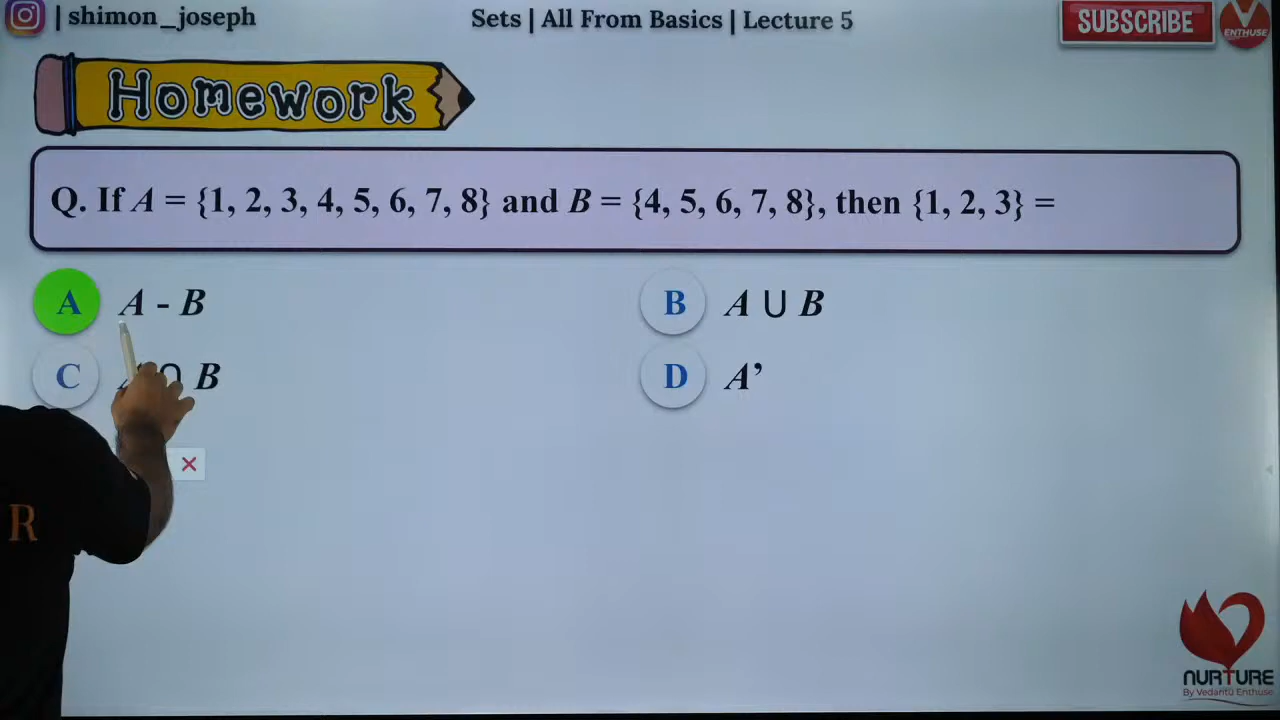 | shimon_joseph
Sets | All From Basics | Lecture 5
SUBSCRIBE
ENTHUSE
Homework
Q. If A = {1, 2, 3, 4, 5, 6, 7, 8} and B = {4, 5, 6, 7, 8}, then {1, 2, 3} =
A A - B
B A ∪ B
C ∩ B
D A’
R
NURTURE
By Vedantu Enthuse